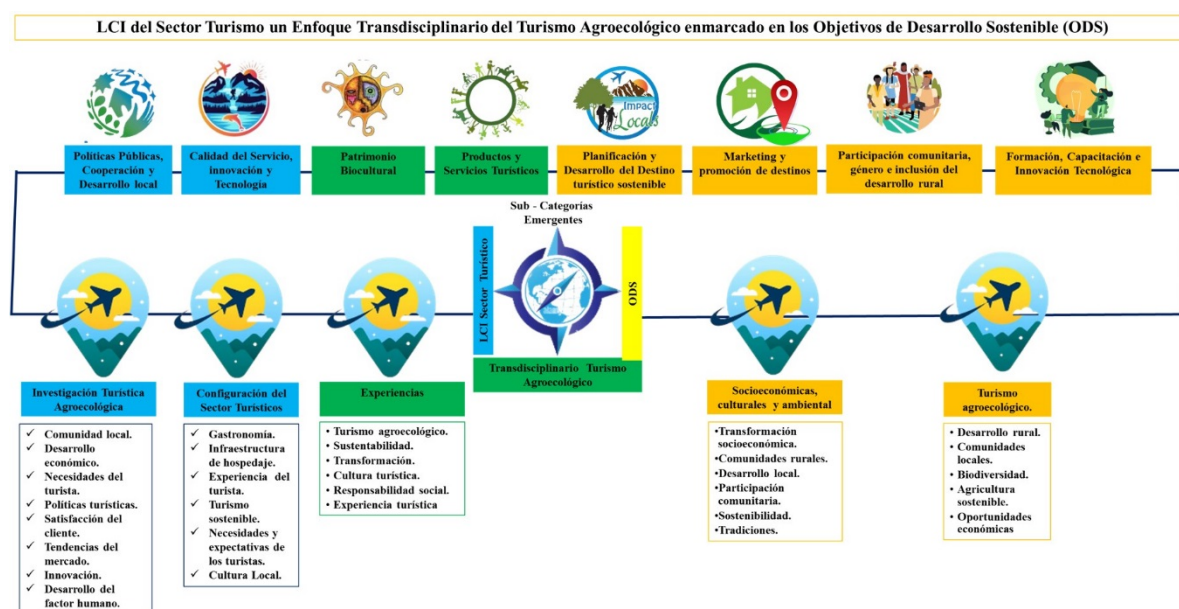 LCI del Sector Turismo un Enfoque Transdisciplinario del Turismo Agroecológico enmarcado en los Objetivos de Desarrollo Sostenible (ODS)
Impact
Locals
Políticas Públicas,
Cooperación y
Desarrollo local
Calidad del Servicio,
innovación y
Tecnología
Patrimonio
Biocultural
Productos y
Servicios Turísticos
Planificación y
Desarrollo del Destino
turístico sostenible
Marketing y
promoción de destinos
Participación comunitaria,
género e inclusión del
desarrollo rural
Formación, Capacitación e
Innovación Tecnológica
Sub - Categorías
Emergentes
LCI Sector Turístico
ODS
Transdisciplinario Turismo
Agroecológico
Investigación Turística
Agroecológica
✓ Comunidad local.
✓ Desarrollo
económico.
✓ Necesidades del
turista.
✓ Políticas turísticas.
✓ Satisfacción del
cliente.
✓ Tendencias del
mercado.
✓ Innovación.
✓ Desarrollo del
factor humano.
Configuración del
Sector Turísticos
✓ Gastronomía.
✓ Infraestructura
de hospedaje.
✓ Experiencia del
turista.
✓ Turismo
sostenible.
✓ Necesidades y
expectativas de
los turistas.
✓ Cultura Local.
Experiencias
• Turismo agroecológico.
• Sustentabilidad.
• Transformación.
• Cultura turística.
• Responsabilidad social.
• Experiencia turística
Socioeconómicas,
culturales y ambiental
•Transformación
socioeconómica.
•Comunidades rurales.
•Desarrollo local.
•Participación
comunitaria.
•Sostenibilidad.
•Tradiciones.
Turismo
agroecológico.
• Desarrollo rural.
• Comunidades
locales.
• Biodiversidad.
• Agricultura
sostenible.
• Oportunidades
económicas